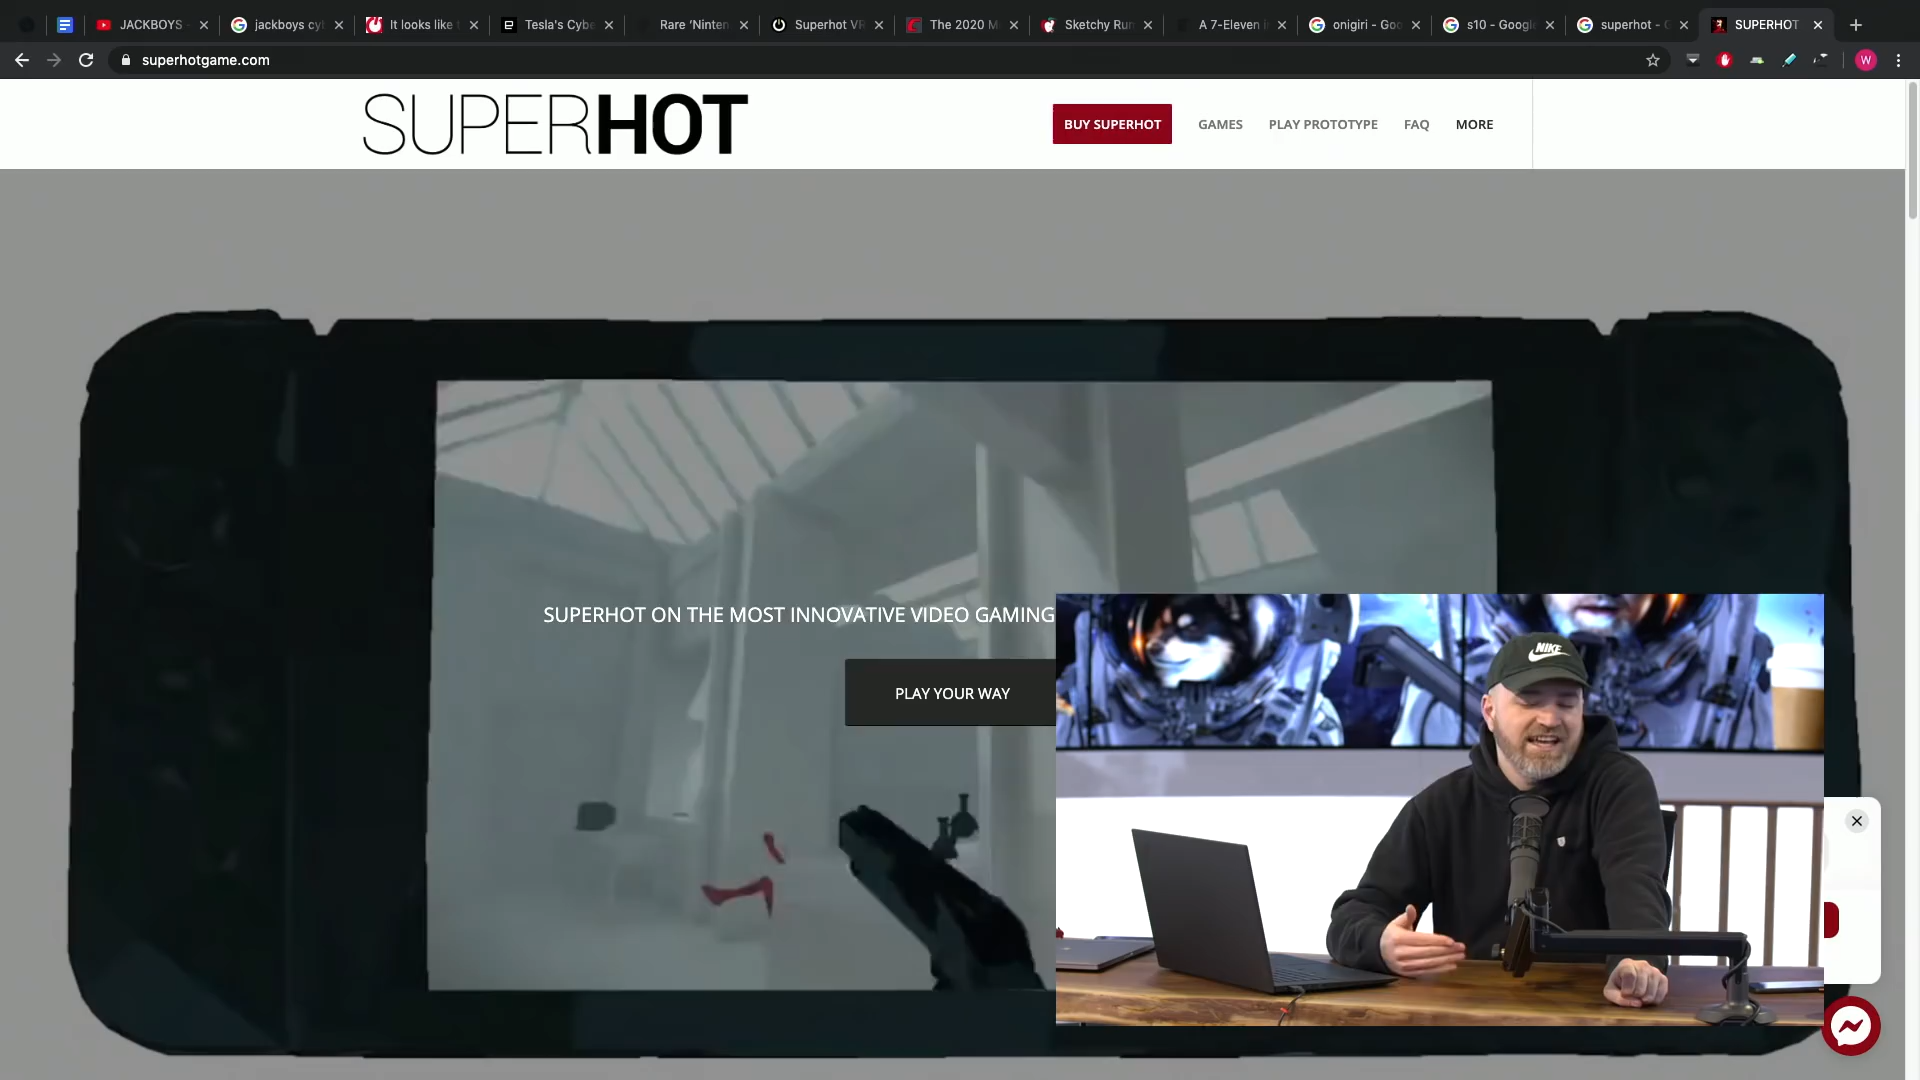 JACKBOYS
jackboys cy
It looks like
Tesla's Cybe
Rare ‘Ninten
Superhot VR
The 2020 M
Sketchy Run
A 7-Eleven i
onigiri - Goo
s10 - Google
superhot - G
SUPERHOT
superhotgame.com
W
SUPERHOT
BUY SUPERHOT
GAMES
PLAY PROTOTYPE
FAQ
MORE
SUPERHOT ON THE MOST INNOVATIVE VIDEO GAMING
PLAY YOUR WAY
NIKE